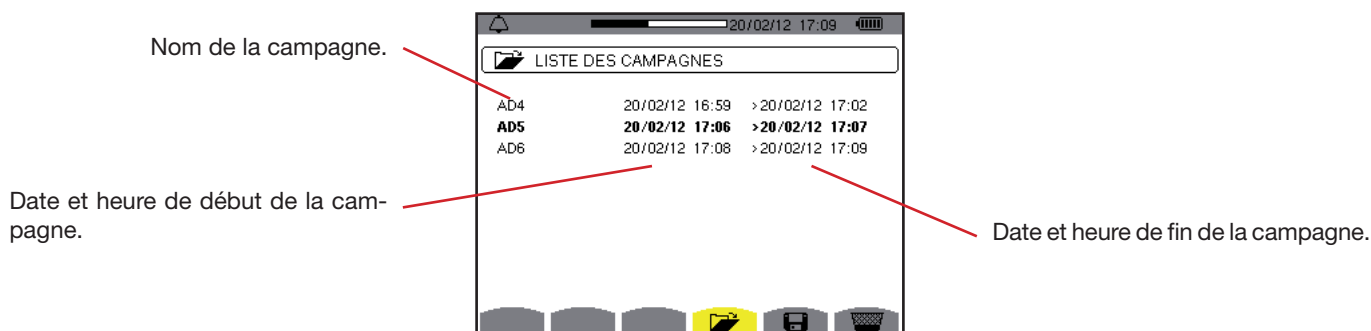 20/02/12 17:09
Nom de la campagne.
LISTE DES CAMPAGNES
AD4 20/02/12 16:59 >20/02/12 17:02
AD5 20/02/12 17:06 >20/02/12 17:07
AD6 20/02/12 17:08 >20/02/12 17:09
Date et heure de début de la cam-
pagne.
Date et heure de fin de la campagne.